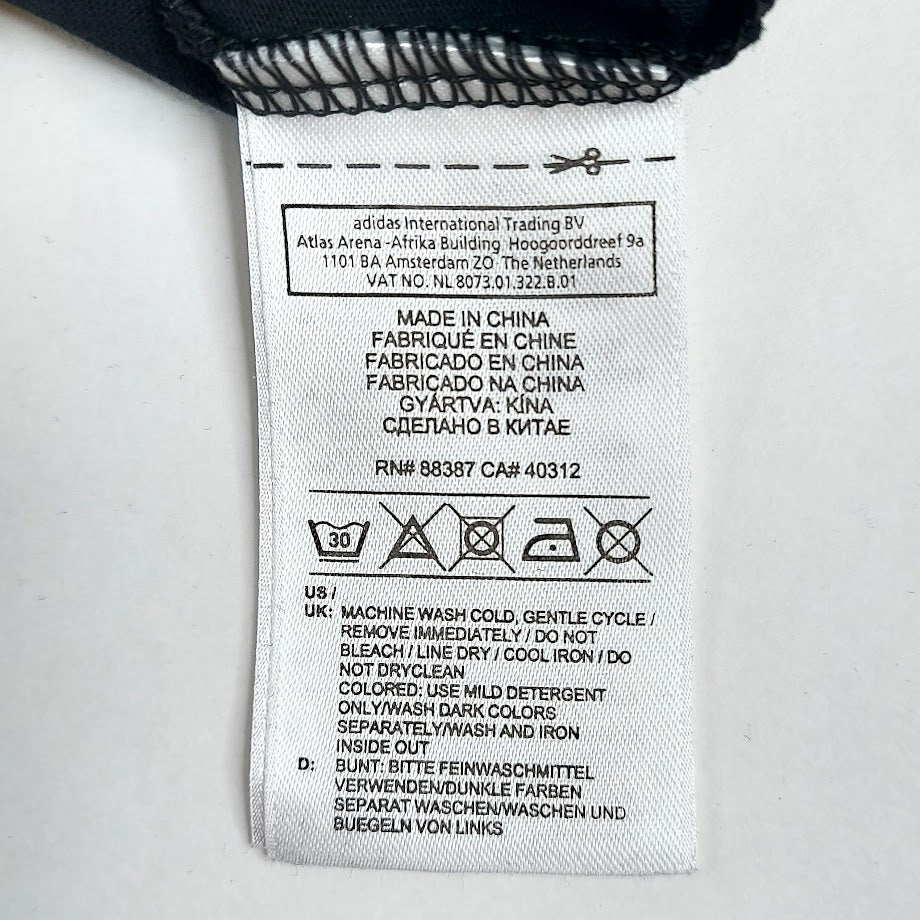 adidas International Trading BV
Atlas Arena -Afrika Building, Hoogoorddreef 9a
1101 BA Amsterdam ZO The Netherlands
VAT NO. NL 8073.01.322.B.01
MADE IN CHINA
FABRIQUÉ EN CHINE
FABRICADO EN CHINA
FABRICADO NA CHINA
GYÁRTVA: KÍNA
СДЕЛАНО В КИТАЕ
RN# 88387 CA# 40312
30
US /
UK: MACHINE WASH COLD, GENTLE CYCLE /
REMOVE IMMEDIATELY / DO NOT
BLEACH / LINE DRY / COOL IRON / DO
NOT DRYCLEAN
COLORED: USE MILD DETERGENT
ONLY/WASH DARK COLORS
SEPARATELY/WASH AND IRON
INSIDE OUT
D: BUNT: BITTE FEINWASCHMITTEL
VERWENDEN/DUNKLE FARBEN
SEPARAT WASCHEN/WASCHEN UND
BUEGELN VON LINKS